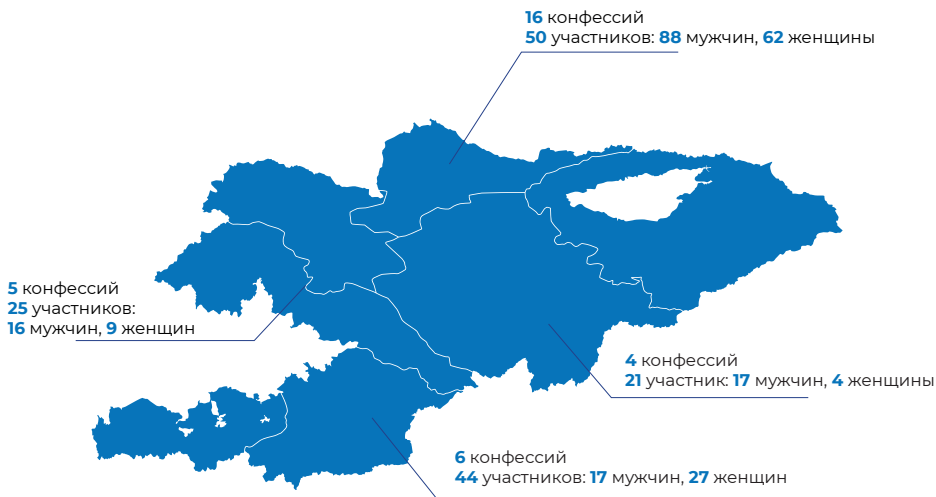 16 конфессий
50 участников: 88 мужчин, 62 женщины
5 конфессий
25 участников:
16 мужчин, 9 женщин
4 конфессий
21 участник: 17 мужчин, 4 женщины
6 конфессий
44 участников: 17 мужчин, 27 женщин